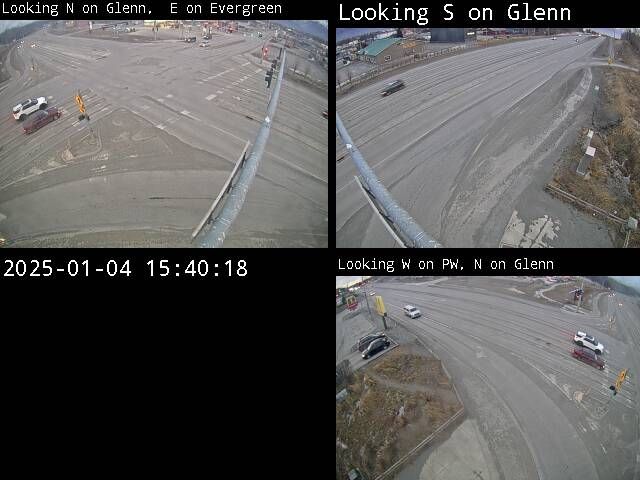 Looking N on Glenn,  E on Evergreen
Looking S on Glenn
2025-01-04 15:40:18
Looking W on PW, N on Glenn